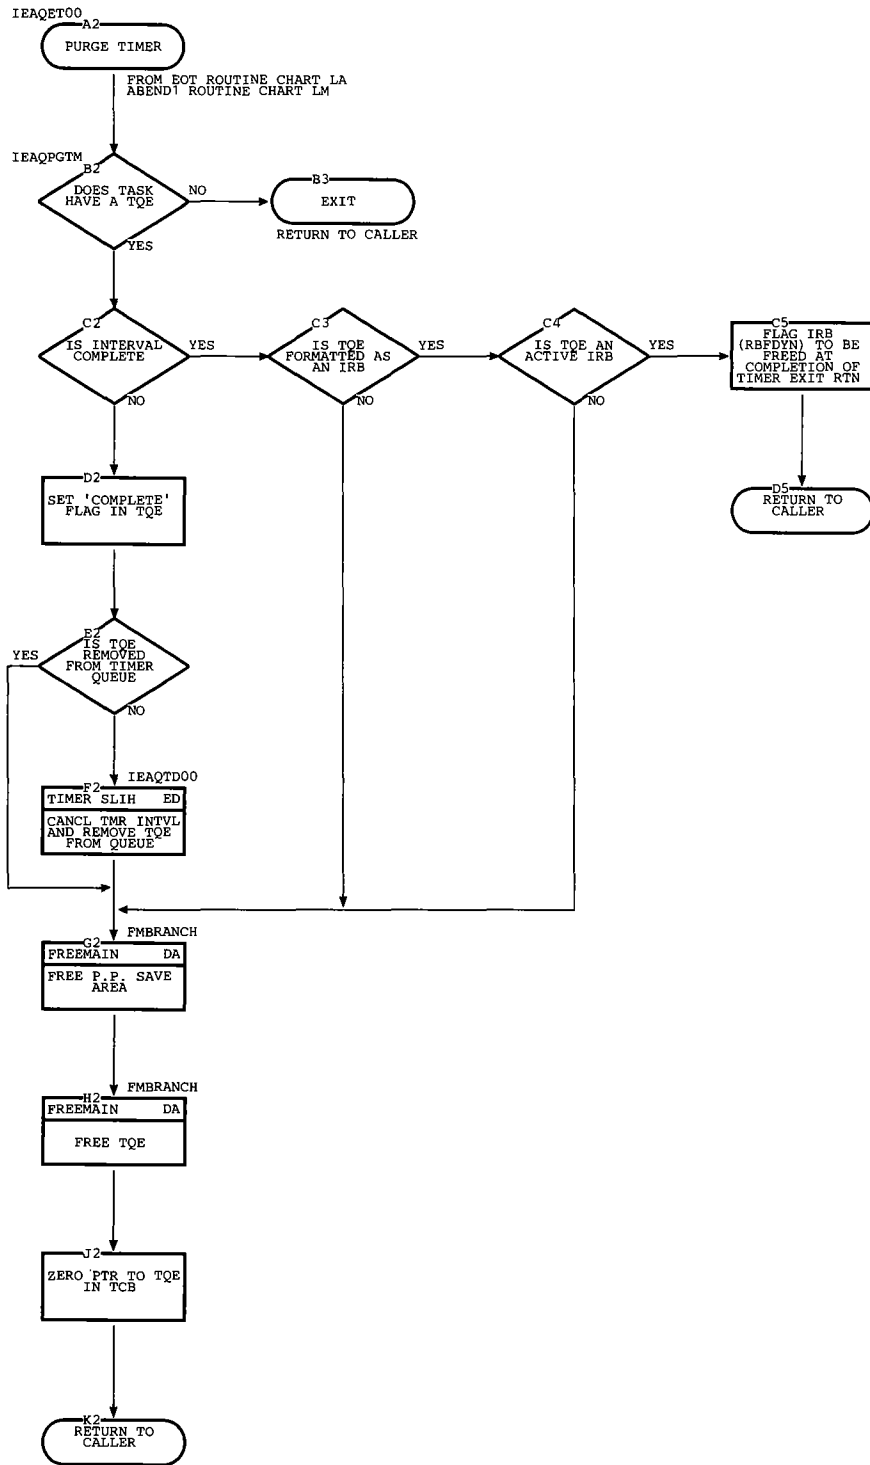 IEAQET00
A2
PURGE TIMER
FROM EOT ROUTINE CHART LA
ABEND1 ROUTINE CHART LM
IEAQPGTM
B2
DOES TASK
HAVE A TQE
NO
YES
B3
EXIT
RETURN TO CALLER
C2
IS INTERVAL
COMPLETE
YES
NO
C3
IS TQE
FORMATTED AS
AN IRB
YES
NO
C4
IS TQE AN
ACTIVE IRB
YES
NO
C5
FLAG IRB
(RBFDYN) TO BE
FREED AT
COMPLETION OF
TIMER EXIT RTN
D2
SET 'COMPLETE'
FLAG IN TQE
D5
RETURN TO
CALLER
E2
IS TQE
REMOVED
FROM TIMER
QUEUE
YES
NO
IEAQTD00
F2
TIMER SLIH ED
CANCL TMR INTVL
AND REMOVE TQE
FROM QUEUE
FMBRANCH
G2
FREEMAIN DA
FREE P.P. SAVE
AREA
FMBRANCH
H2
FREEMAIN DA
FREE TQE
J2
ZERO PTR TO TQE
IN TCB
K2
RETURN TO
CALLER